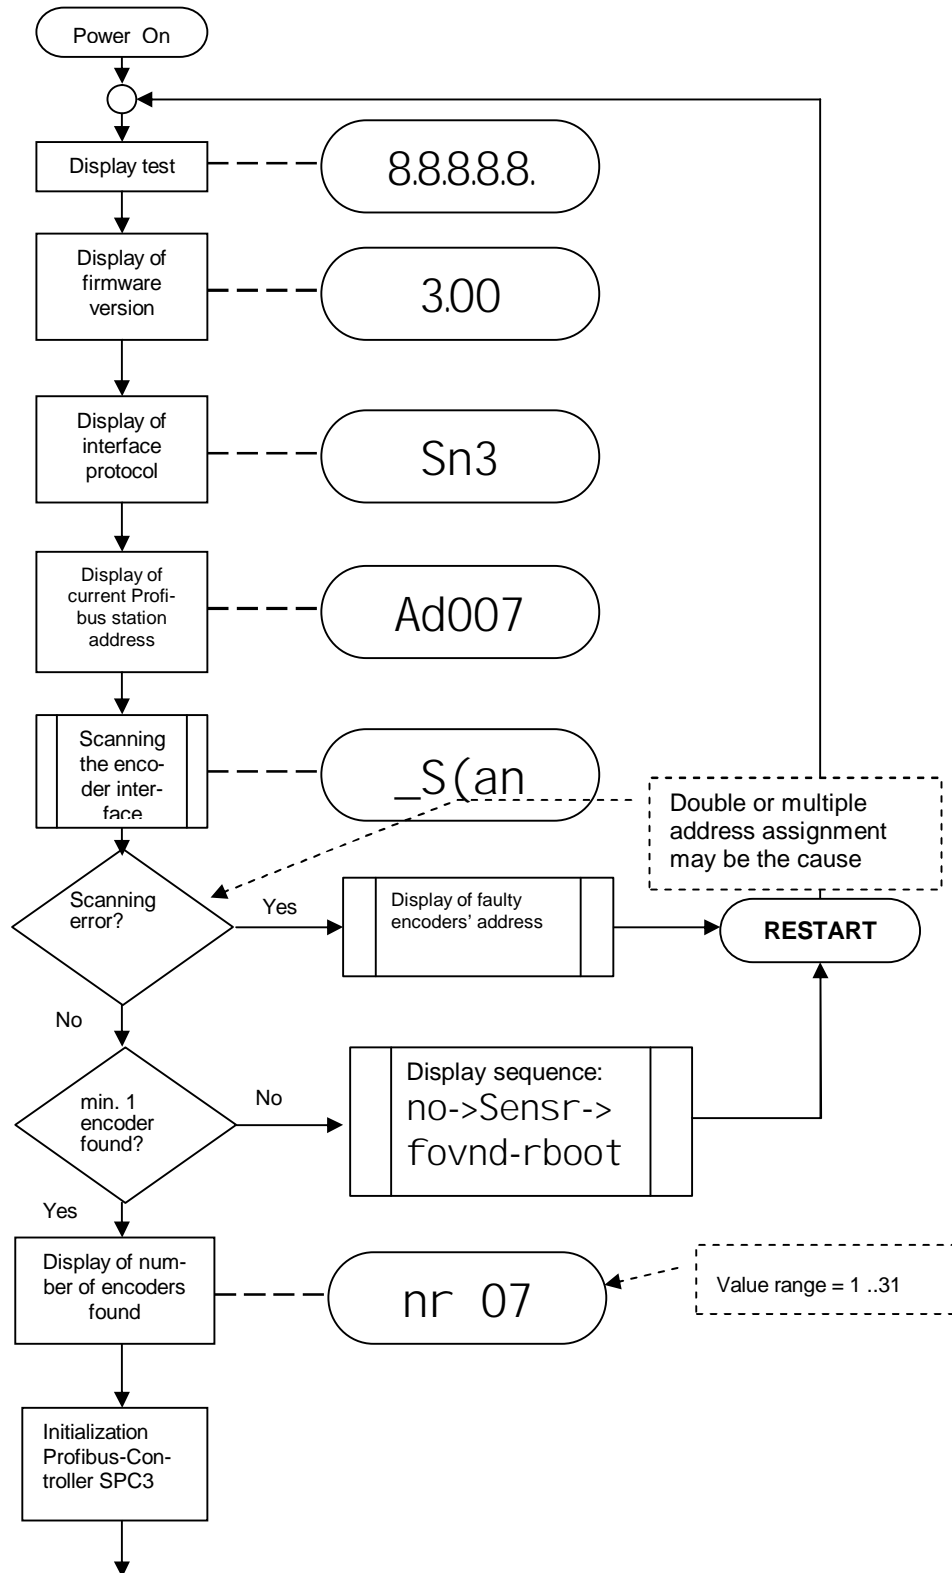 Power On
Display test
8.8.8.8.8.
Display of
firmware
version
3.00
Display of
interface
protocol
Sn3
Display of
current Profi-
bus station
address
Ad007
Scanning
the enco-
der inter-
face
_S(an
Double or multiple
address assignment
may be the cause
Scanning
error?
Yes
Display of faulty
encoders’ address
RESTART
No
min. 1
encoder
found?
No
Display sequence:
no->Sensr->
fovnd-rboot
Yes
Display of num-
ber of encoders
found
nr 07
Value range = 1 ..31
Initialization
Profibus-Con-
troller SPC3